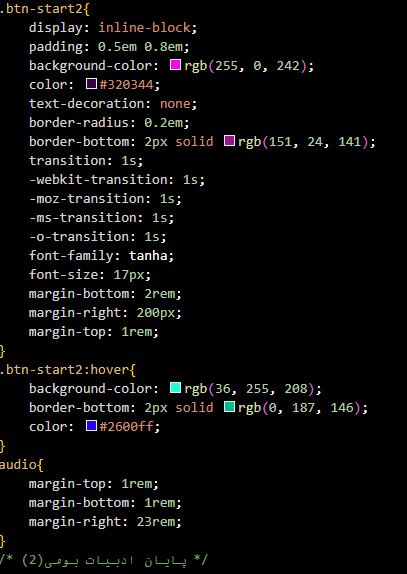 .btn-start2{
display: inline-block;
padding: 0.5em 0.8em;
background-color: rgb(255, 0, 242);
color: #320344;
text-decoration: none;
border-radius: 0.2em;
border-bottom: 2px solid rgb(151, 24, 141);
transition: 1s;
-webkit-transition: 1s;
-moz-transition: 1s;
-ms-transition: 1s;
-o-transition: 1s;
font-family: tanha;
font-size: 17px;
margin-bottom: 2rem;
margin-right: 200px;
margin-top: 1rem;
}
.btn-start2:hover{
background-color: rgb(36, 255, 208);
border-bottom: 2px solid rgb(0, 187, 146);
color: #2600ff;
}
audio{
margin-top: 1rem;
margin-bottom: 1rem;
margin-right: 23rem;
}
/* پایان ادبیات بومی(2) */